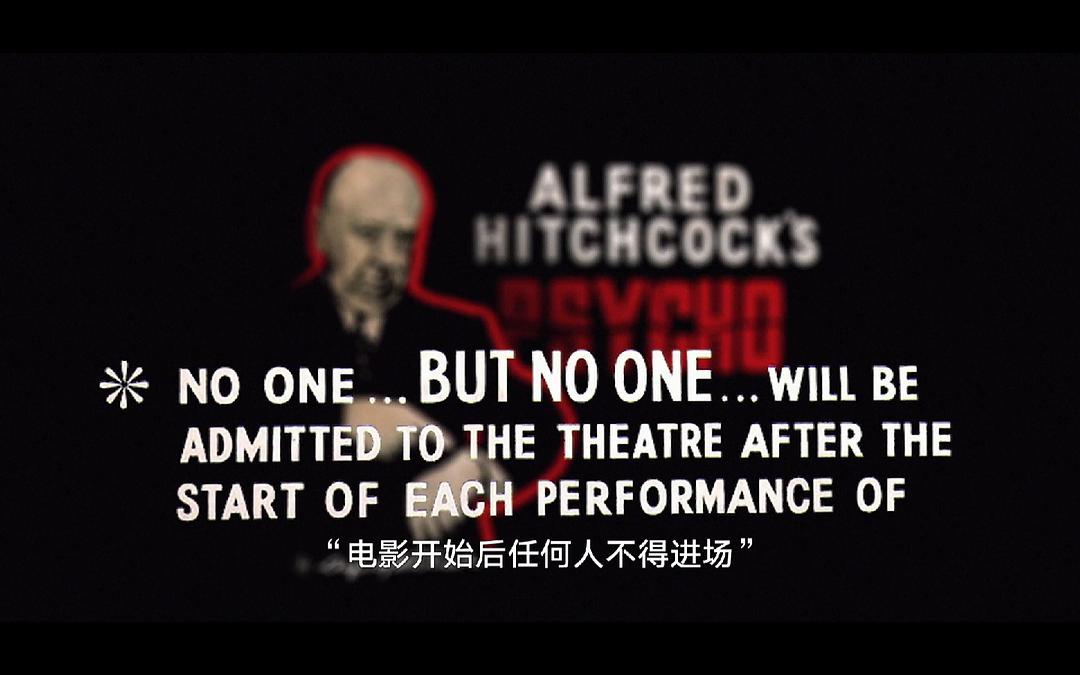 ALFRED
HITCHCOCK'S
PSYCHO
* NO ONE... BUT NO ONE... WILL BE
ADMITTED TO THE THEATRE AFTER THE
START OF EACH PERFORMANCE OF
“电影开始后任何人不得进场”